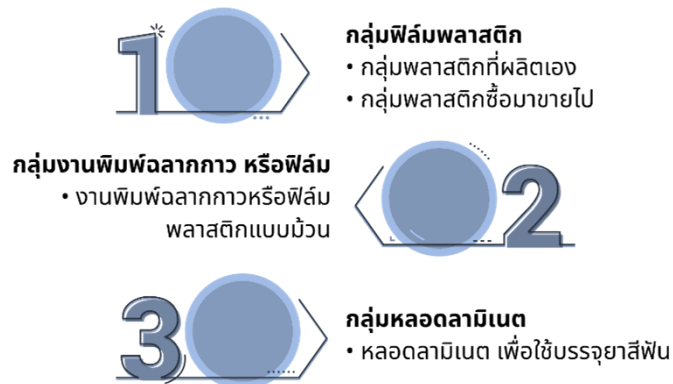 1
กลุ่มฟิล์มพลาสติก
• กลุ่มพลาสติกที่ผลิตเอง
• กลุ่มพลาสติกซื้อมาขายไป
กลุ่มงานพิมพ์ฉลากกาว หรือฟิล์ม
• งานพิมพ์ฉลากกาวหรือฟิล์ม
พลาสติกแบบม้วน
2
3
กลุ่มหลอดลามิเนต
• หลอดลามิเนต เพื่อใช้บรรจุยาสีฟัน